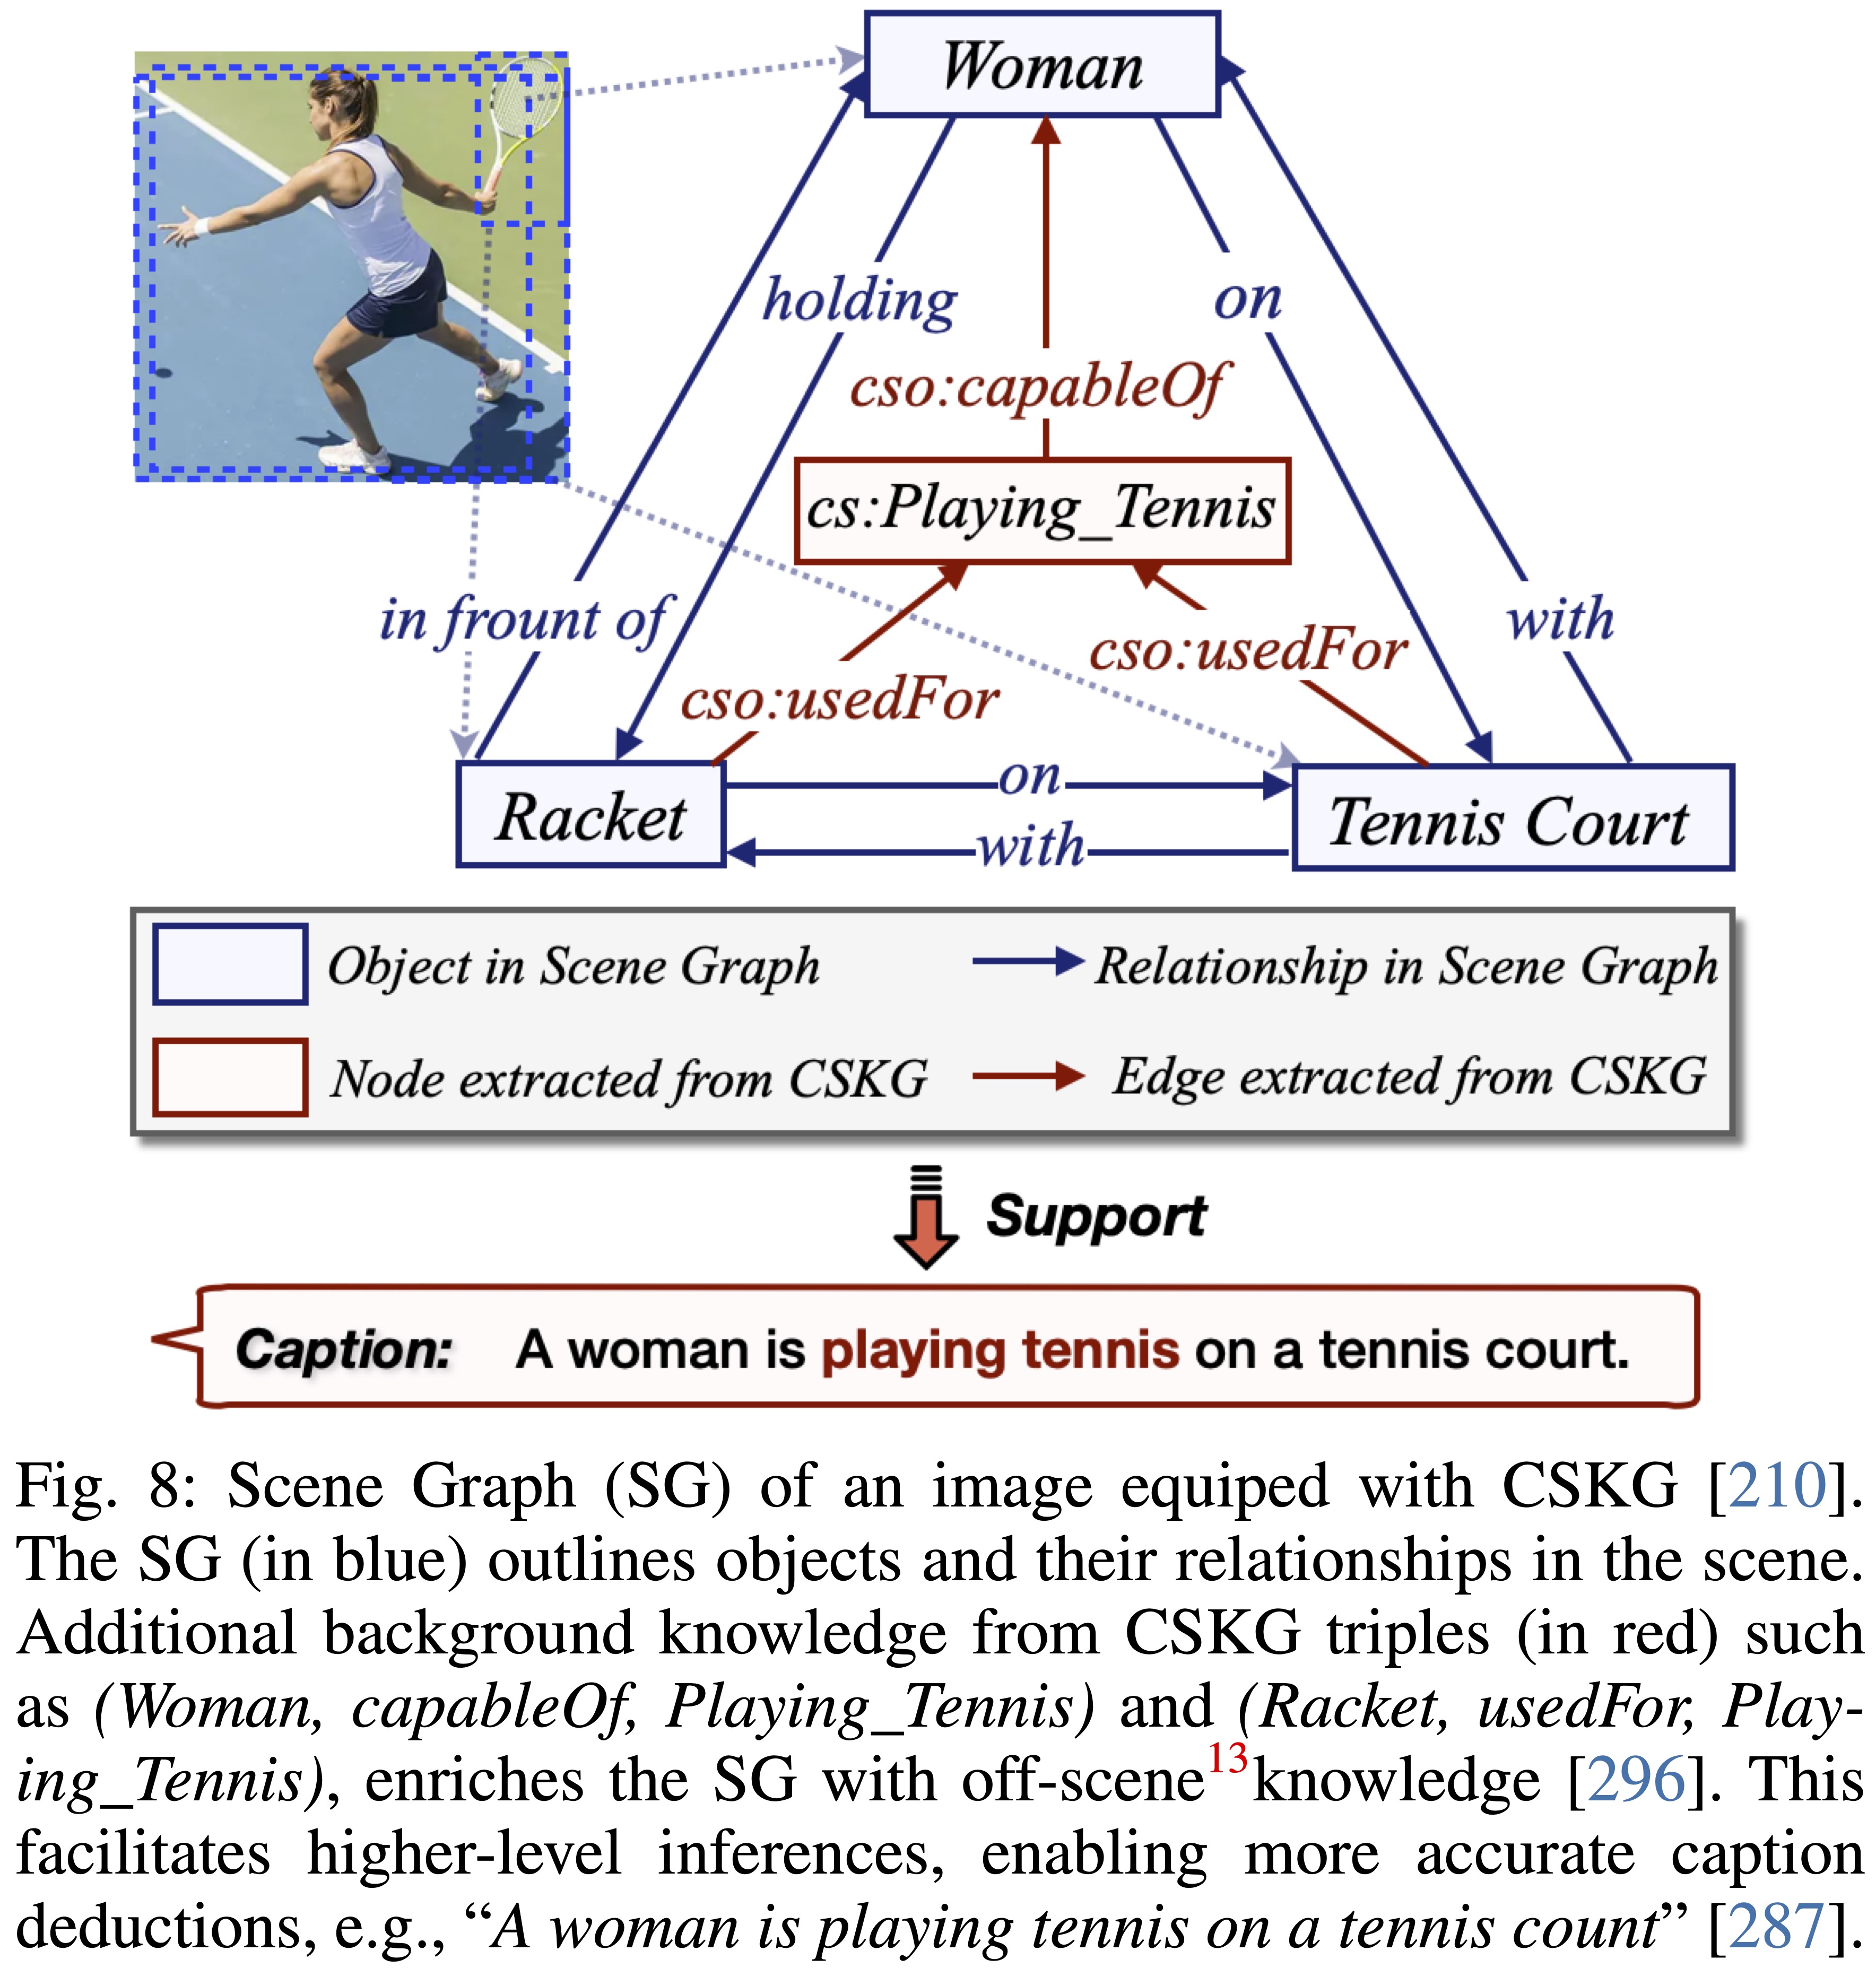 Woman
holding
on
cso:capableOf
cs:Playing_Tennis
in frount of
with
cso:usedFor
cso:usedFor
on
Racket
Tennis Court
with
Object in Scene Graph
Relationship in Scene Graph
Node extracted from CSKG
Edge extracted from CSKG
Support
Caption: A woman is playing tennis on a tennis court.
Fig. 8: Scene Graph (SG) of an image equiped with CSKG [210].
The SG (in blue) outlines objects and their relationships in the scene.
Additional background knowledge from CSKG triples (in red) such
as (Woman, capableOf, Playing_Tennis) and (Racket, usedFor, Play-
ing_Tennis), enriches the SG with off-scene13knowledge [296]. This
facilitates higher-level inferences, enabling more accurate caption
deductions, e.g., “A woman is playing tennis on a tennis count” [287].